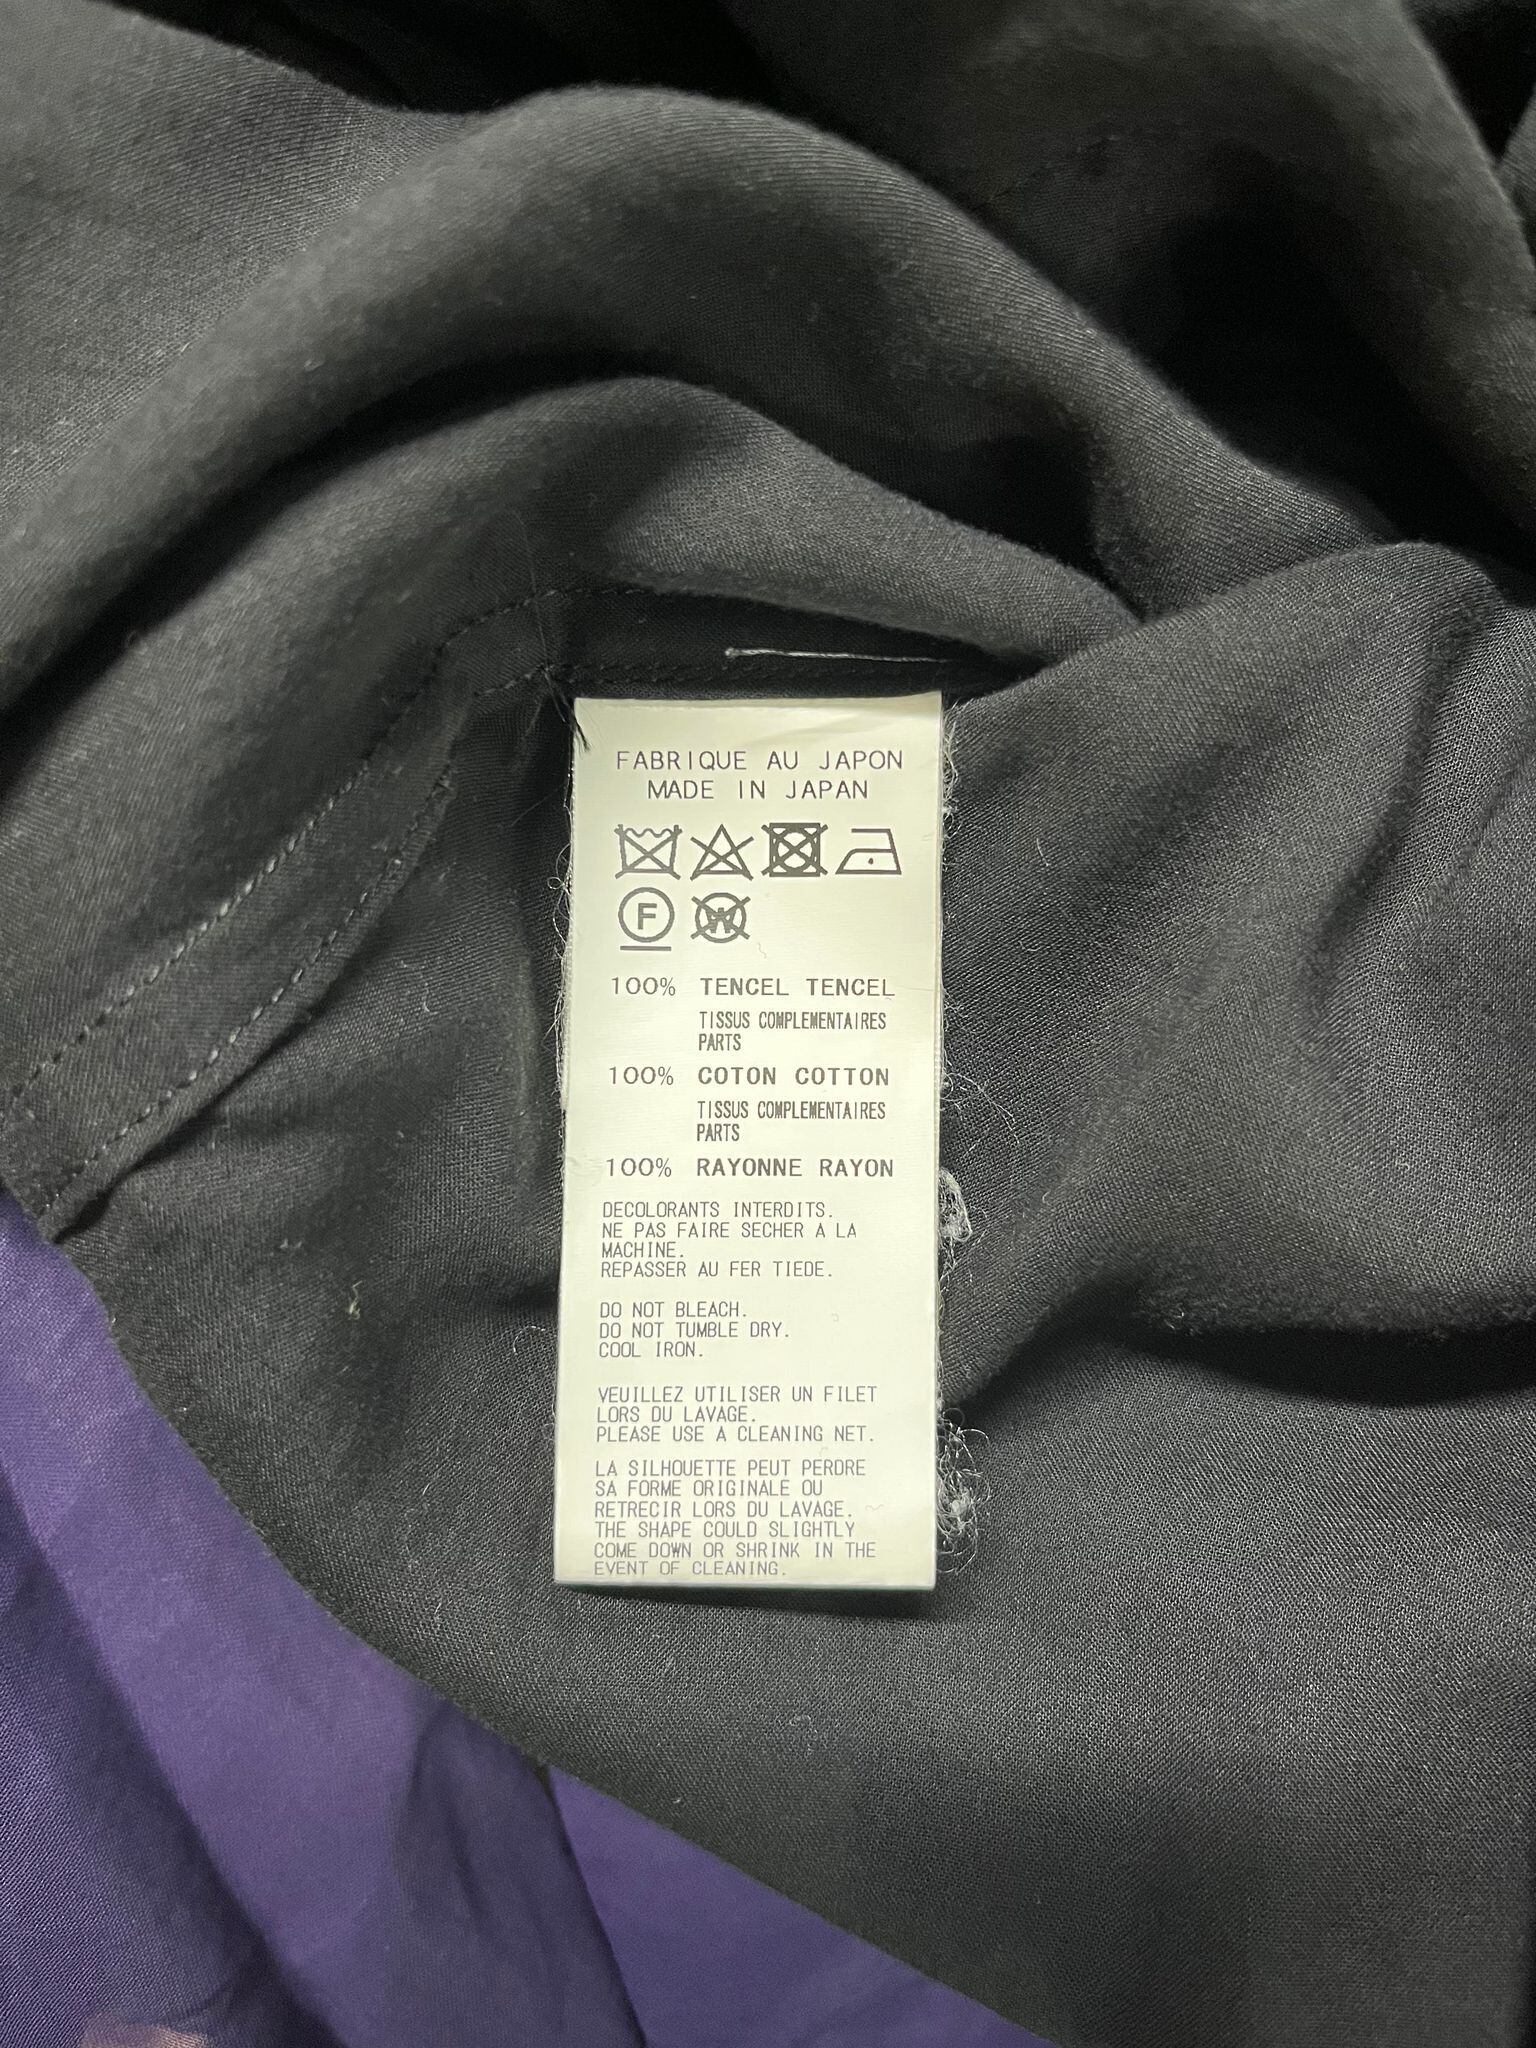 FABRIQUE AU JAPON
MADE IN JAPAN
F W
100% TENCEL TENCEL
TISSUS COMPLEMENTAIRES
PARTS
100% COTON COTTON
TISSUS COMPLEMENTAIRES
PARTS
100% RAYONNE RAYON
DECOLORANTS INTERDITS.
NE PAS FAIRE SECHER A LA
MACHINE.
REPASSER AU FER TIEDE.
DO NOT BLEACH.
DO NOT TUMBLE DRY.
COOL IRON.
VEUILLEZ UTILISER UN FILET
LORS DU LAVAGE.
PLEASE USE A CLEANING NET.
LA SILHOUETTE PEUT PERDRE
SA FORME ORIGINALE OU
RETRECIR LORS DU LAVAGE.
THE SHAPE COULD SLIGHTLY
COME DOWN OR SHRINK IN THE
EVENT OF CLEANING.